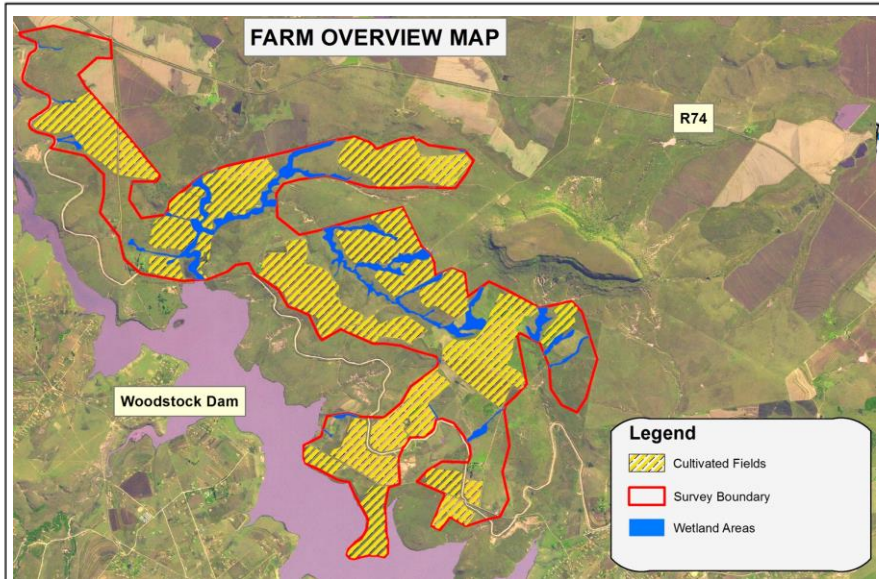 FARM OVERVIEW MAP
R74
Woodstock Dam
Legend
Cultivated Fields
Survey Boundary
Wetland Areas